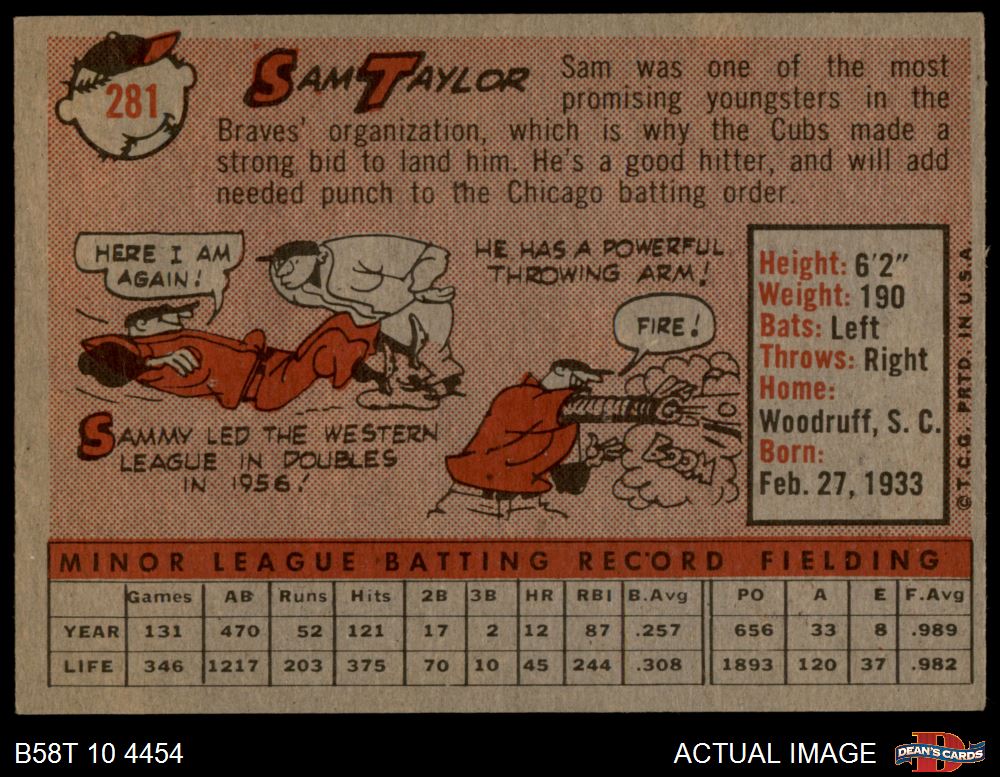 281
SAM TAYLOR
Sam was one of the most
promising youngsters in the
Braves' organization, which is why the Cubs made a
strong bid to land him. He's a good hitter, and will add
needed punch to the Chicago batting order.
HERE I AM
AGAIN!
SAMMY LED THE WESTERN
LEAGUE IN DOUBLES
IN 1956!
HE HAS A POWERFUL
THROWING ARM!
FIRE!
BOOM
Height: 6'2"
Weight: 190
Bats: Left
Throws: Right
Home:
Woodruff, S. C.
Born:
Feb. 27, 1933
© T.C.G. PRTD. IN U.S.A.
MINOR LEAGUE BATTING RECORD FIELDING
Games AB Runs Hits 2B 3B HR RBI B.Avg PO A E F.Avg
YEAR 131 470 52 121 17 2 12 87 .257 656 33 8 .989
LIFE 346 1217 203 375 70 10 45 244 .308 1893 120 37 .982
B58T 10 4454
ACTUAL IMAGE
D
DEAN'S CARDS